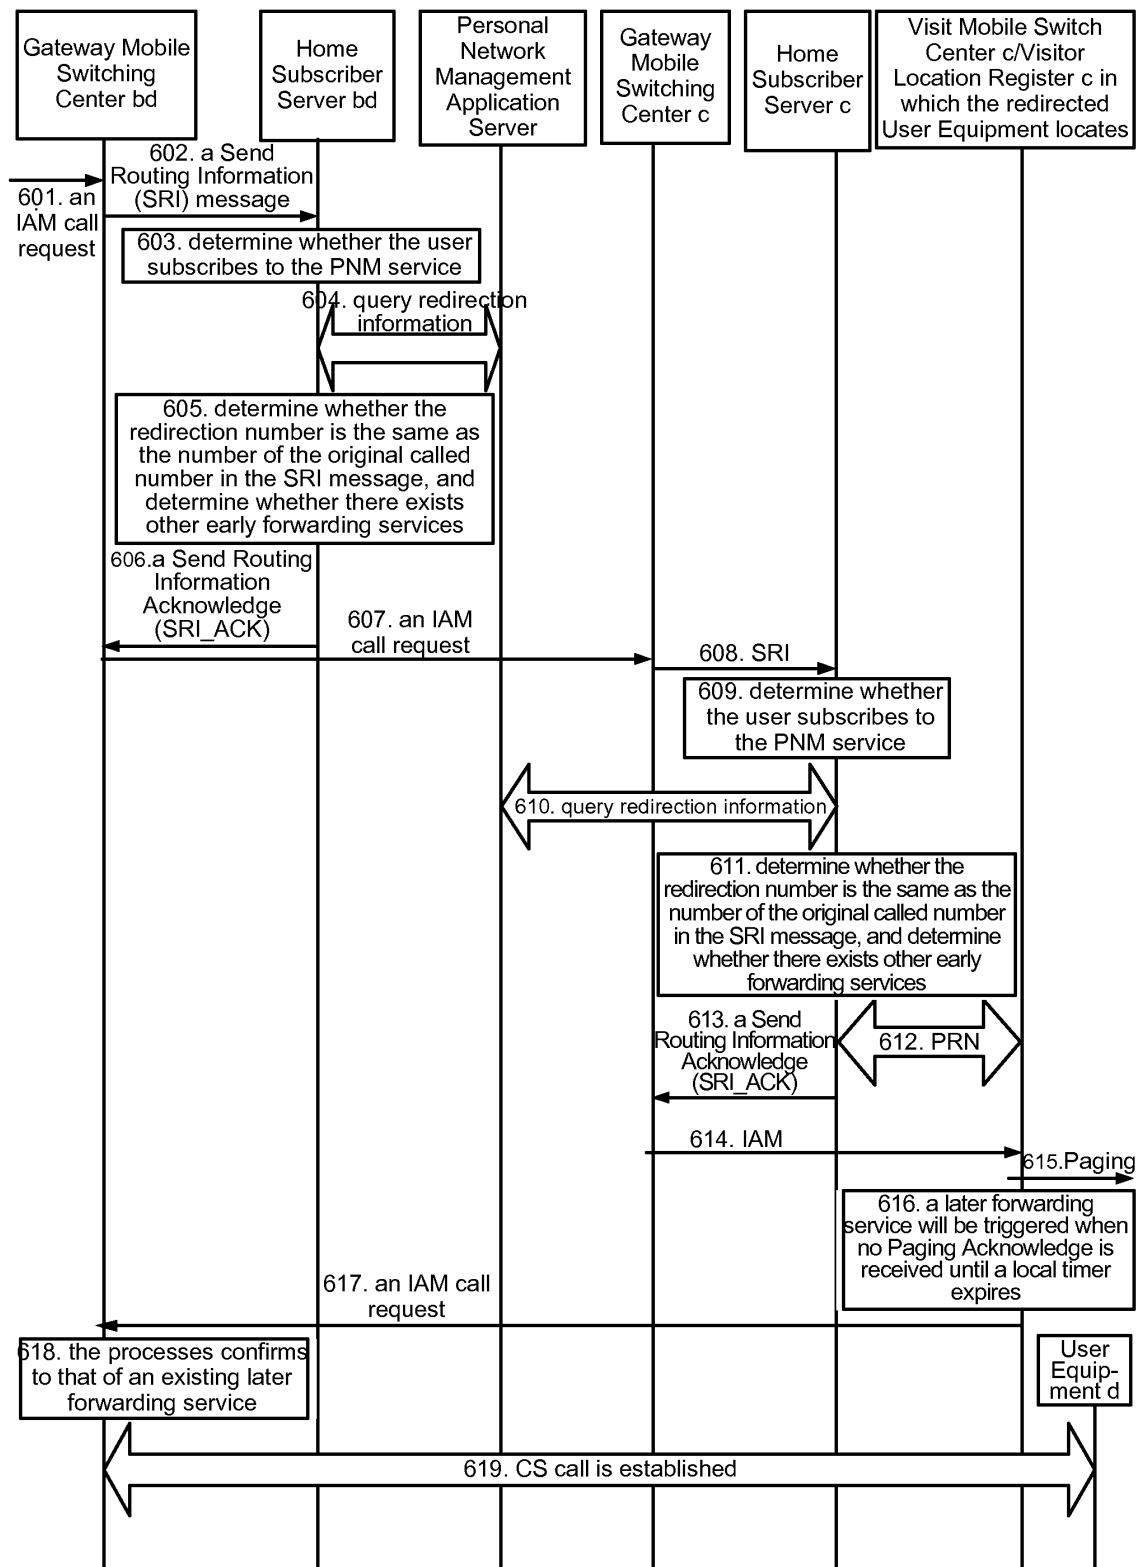 Gateway Mobile
Switching
Center bd
Home
Subscriber
Server bd
Personal
Network
Management
Application
Server
Gateway
Mobile
Switching
Center c
Home
Subscriber
Server c
Visit Mobile Switch
Center c/Visitor
Location Register c in
which the redirected
User Equipment locates
601. an
IAM call
request
602. a Send
Routing Information
(SRI) message
603. determine whether the user
subscribes to the PNM service
604. query redirection
information
605. determine whether the
redirection number is the same as
the number of the original called
number in the SRI message, and
determine whether there exists
other early forwarding services
606.a Send Routing
Information
Acknowledge
(SRI_ACK)
607. an IAM
call request
608. SRI
609. determine whether
the user subscribes to
the PNM service
610. query redirection information
611. determine whether the
redirection number is the same as the
number of the original called number
in the SRI message, and determine
whether there exists other early
forwarding services
612. PRN
613. a Send
Routing Information
Acknowledge
(SRI_ACK)
614. IAM
615.Paging
616. a later forwarding
service will be triggered when
no Paging Acknowledge is
received until a local timer
expires
617. an IAM call
request
618. the processes confirms
to that of an existing later
forwarding service
User
Equip-
ment d
619. CS call is established